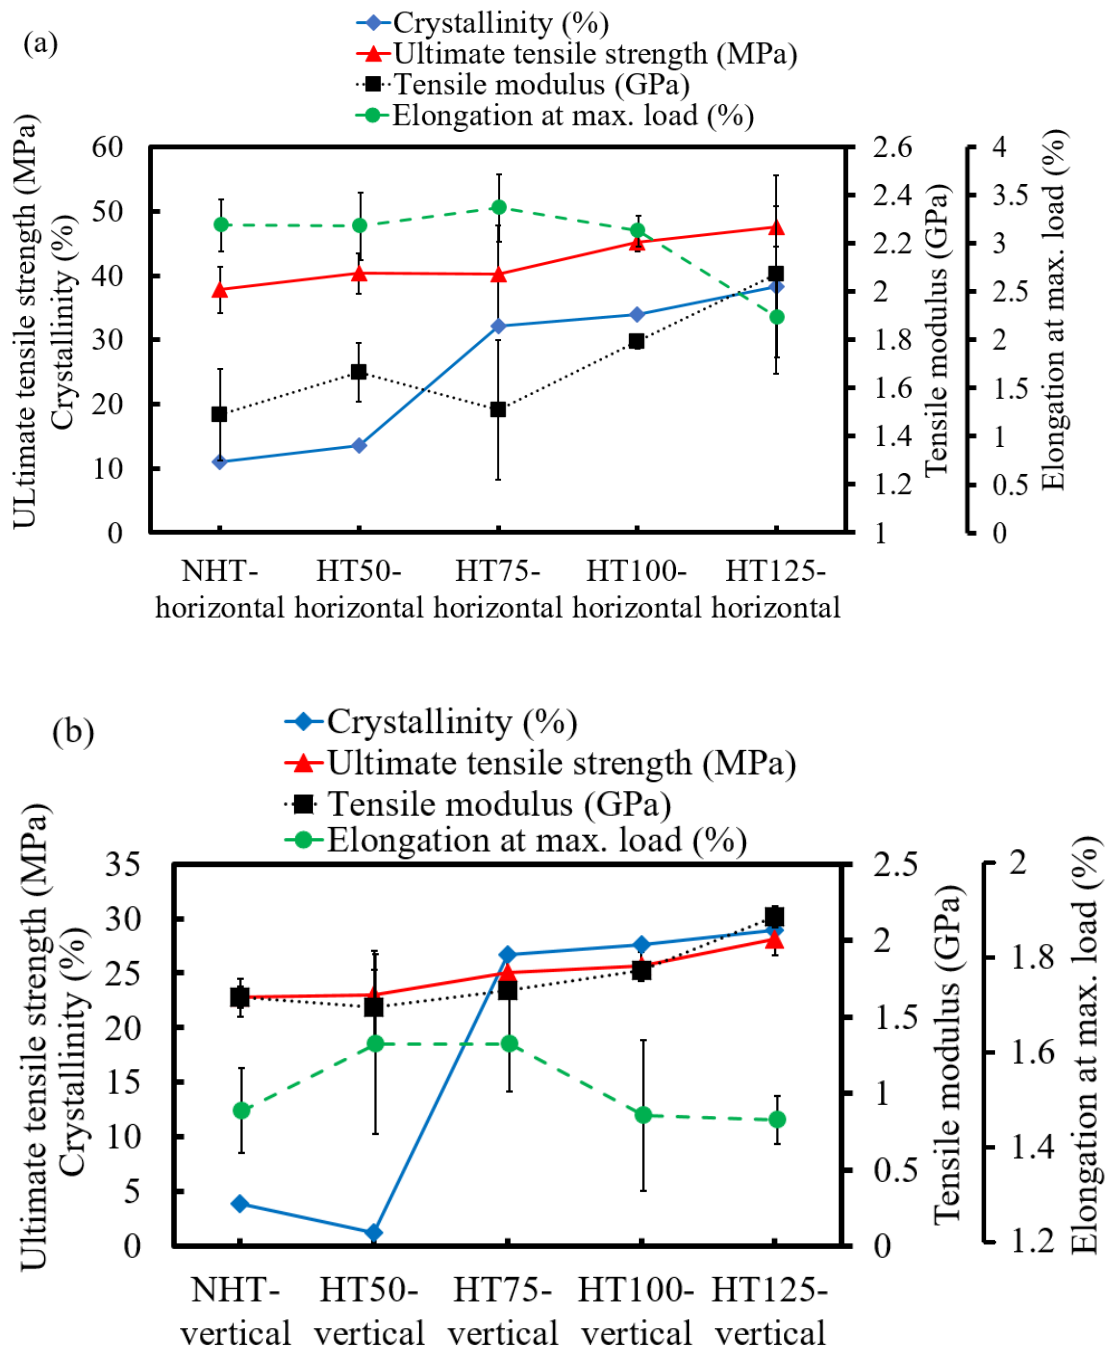 (a)
Crystallinity (%)
Ultimate tensile strength (MPa)
Tensile modulus (GPa)
Elongation at max. load (%)
ULtimate tensile strength (MPa)
Crystallinity (%)
60
50
40
30
20
10
0
2.6
2.4
2.2
2
1.8
1.6
1.4
1.2
1
Tensile modulus (GPa)
4
3.5
3
2.5
2
1.5
1
0.5
0
Elongation at max. load (%)
NHT-
horizontal
HT50-
horizontal
HT75-
horizontal
HT100-
horizontal
HT125-
horizontal
(b)
Crystallinity (%)
Ultimate tensile strength (MPa)
Tensile modulus (GPa)
Elongation at max. load (%)
Ultimate tensile strength (MPa)
Crystallinity (%)
35
30
25
20
15
10
5
0
2.5
2
1.5
1
0.5
0
Tensile modulus (GPa)
2
1.8
1.6
1.4
1.2
Elongation at max. load (%)
NHT-
vertical
HT50-
vertical
HT75-
vertical
HT100-
vertical
HT125-
vertical